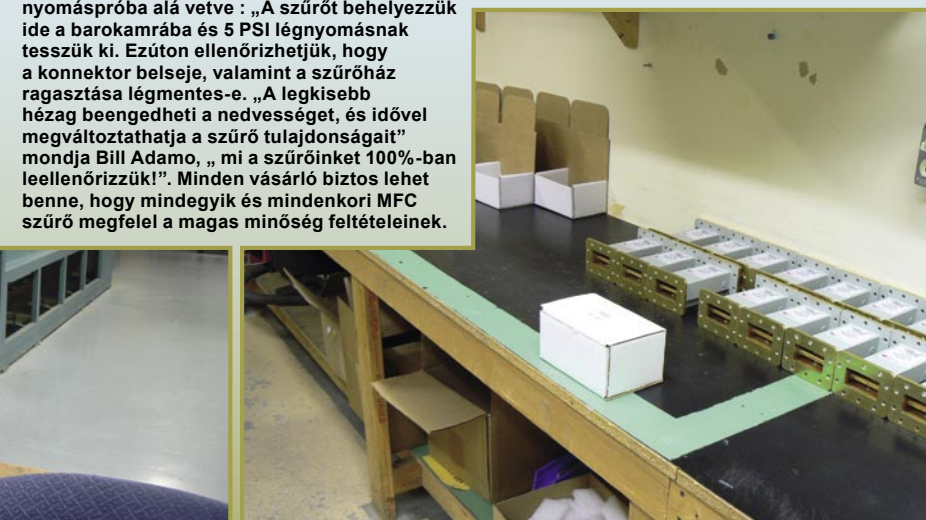 nyomáspróba alá vetve : „A szűrőt behelyezzük
ide a barokamrába és 5 PSI légnyomásnak
tesszük ki. Ezúton ellenőrizhetjük, hogy
a konnektor belseje, valamint a szűrőház
ragasztása légmentes-e. „A legkisebb
hézag beengedheti a nedvességet, és idővel
megváltoztathatja a szűrő tulajdonságait”
mondja Bill Adamo, „ mi a szűrőinket 100%-ban
leellenőrizzük!”. Minden vásárló biztos lehet
benne, hogy mindegyik és mindenkori MFC
szűrő megfelel a magas minőség feltételeinek.